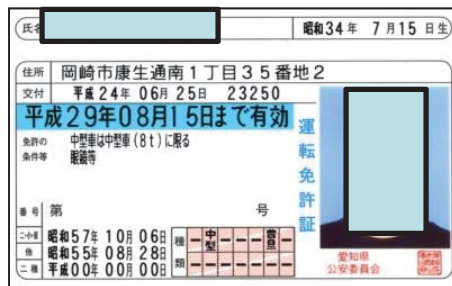 氏名
昭和34年 7月15日生
住所 岡崎市康生通南1丁目35番地2
交付 平成24年06月25日 23250
平成29年08月15日まで有効
免許の
条件等
中型車は中型車(8t)に限る
眼鏡等
運転免許証
番号 第 号
二・小・原 昭和57年10月06日
他 昭和55年08月28日
二種 平成00年00月00日
種類
中型
普自二
愛知県
公安委員会